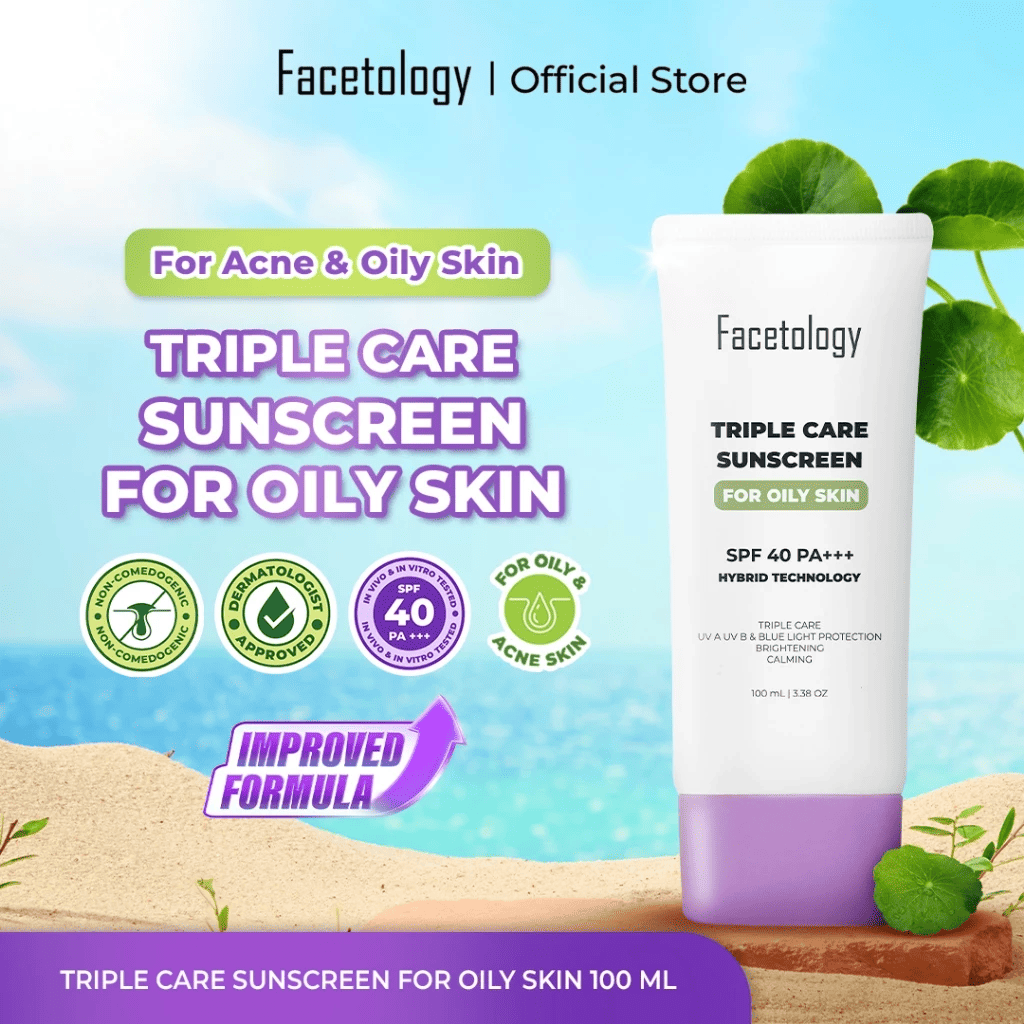 Facetology | Official Store
For Acne & Oily Skin
TRIPLE CARE
SUNSCREEN
FOR OILY SKIN
NON-COMEDOGENIC
NON-COMEDOGENIC
DERMATOLOGIST
APPROVED
IN VIVO & IN VITRO TESTED
SPF
40
PA +++
IN VIVO & IN VITRO TESTED
FOR OILY &
ACNE SKIN
IMPROVED
FORMULA
Facetology
TRIPLE CARE
SUNSCREEN
FOR OILY SKIN
SPF 40 PA+++
HYBRID TECHNOLOGY
TRIPLE CARE
UV A UV B & BLUE LIGHT PROTECTION
BRIGHTENING
CALMING
100 mL | 3.38 OZ
TRIPLE CARE SUNSCREEN FOR OILY SKIN 100 ML